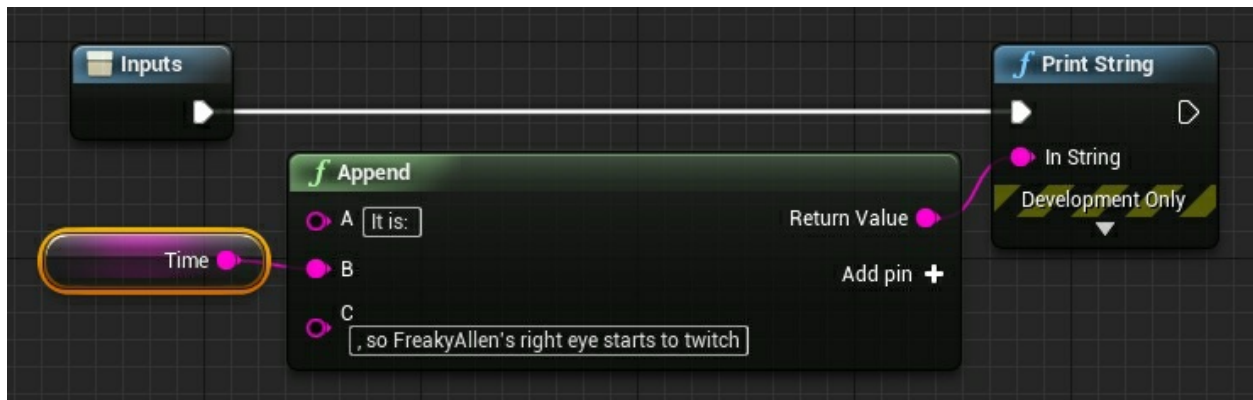 Inputs
f Print String
In String
Development Only
f Append
A It is:
Return Value
Time
B
Add pin +
C
, so FreakyAllen's right eye starts to twitch